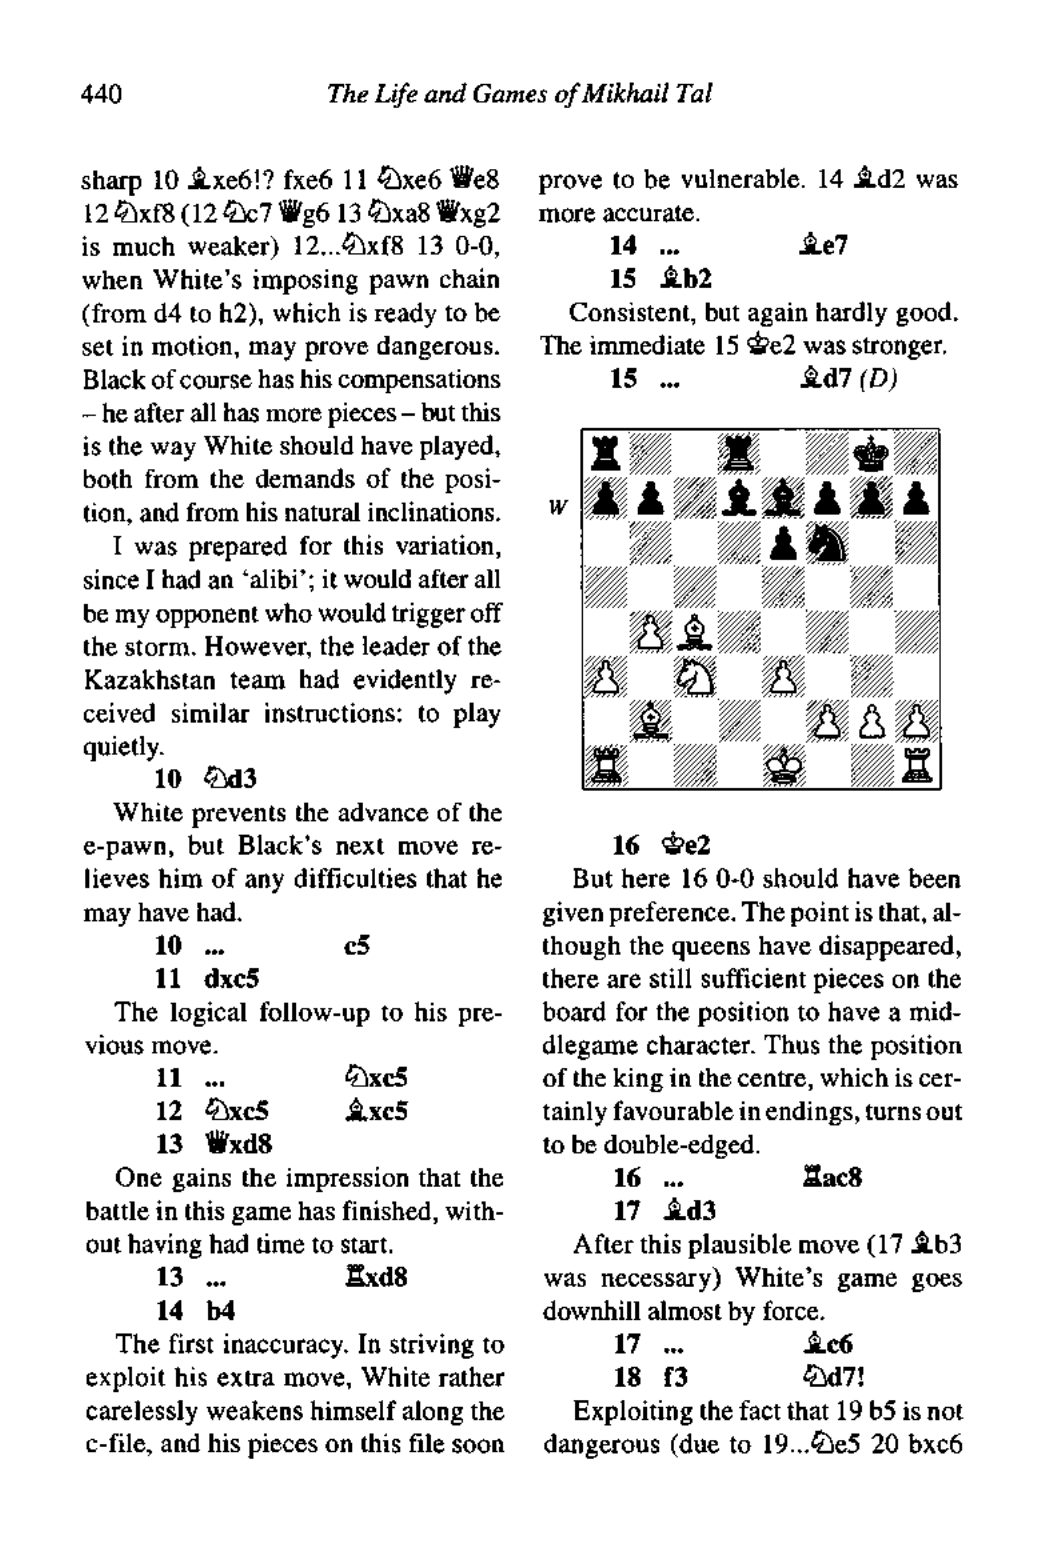 440
The Life and Games of Mikhail Tal
sharp 10 ♗xe6!? fxe6 11 ♘xe6 ♛e8
12 ♘xf8 (12 ♘c7 ♛g6 13 ♘xa8 ♛xg2
is much weaker) 12...♘xf8 13 0-0,
when White's imposing pawn chain
(from d4 to h2), which is ready to be
set in motion, may prove dangerous.
Black of course has his compensations
– he after all has more pieces – but this
is the way White should have played,
both from the demands of the posi-
tion, and from his natural inclinations.
I was prepared for this variation,
since I had an 'alibi'; it would after all
be my opponent who would trigger off
the storm. However, the leader of the
Kazakhstan team had evidently re-
ceived similar instructions: to play
quietly.
10 ♘d3
White prevents the advance of the
e-pawn, but Black's next move re-
lieves him of any difficulties that he
may have had.
10 ... c5
11 dxc5
The logical follow-up to his pre-
vious move.
11 ... ♘xc5
12 ♘xc5 ♗xc5
13 ♛xd8
One gains the impression that the
battle in this game has finished, with-
out having had time to start.
13 ... ♖xd8
14 b4
The first inaccuracy. In striving to
exploit his extra move, White rather
carelessly weakens himself along the
c-file, and his pieces on this file soon
prove to be vulnerable. 14 ♗d2 was
more accurate.
14 ... ♗e7
15 ♗b2
Consistent, but again hardly good.
The immediate 15 ♔e2 was stronger.
15 ... ♗d7 (D)
W
16 ♔e2
But here 16 0-0 should have been
given preference. The point is that, al-
though the queens have disappeared,
there are still sufficient pieces on the
board for the position to have a mid-
dlegame character. Thus the position
of the king in the centre, which is cer-
tainly favourable in endings, turns out
to be double-edged.
16 ... ♖ac8
17 ♗d3
After this plausible move (17 ♗b3
was necessary) White's game goes
downhill almost by force.
17 ... ♗c6
18 f3 ♘d7!
Exploiting the fact that 19 b5 is not
dangerous (due to 19...♘e5 20 bxc6